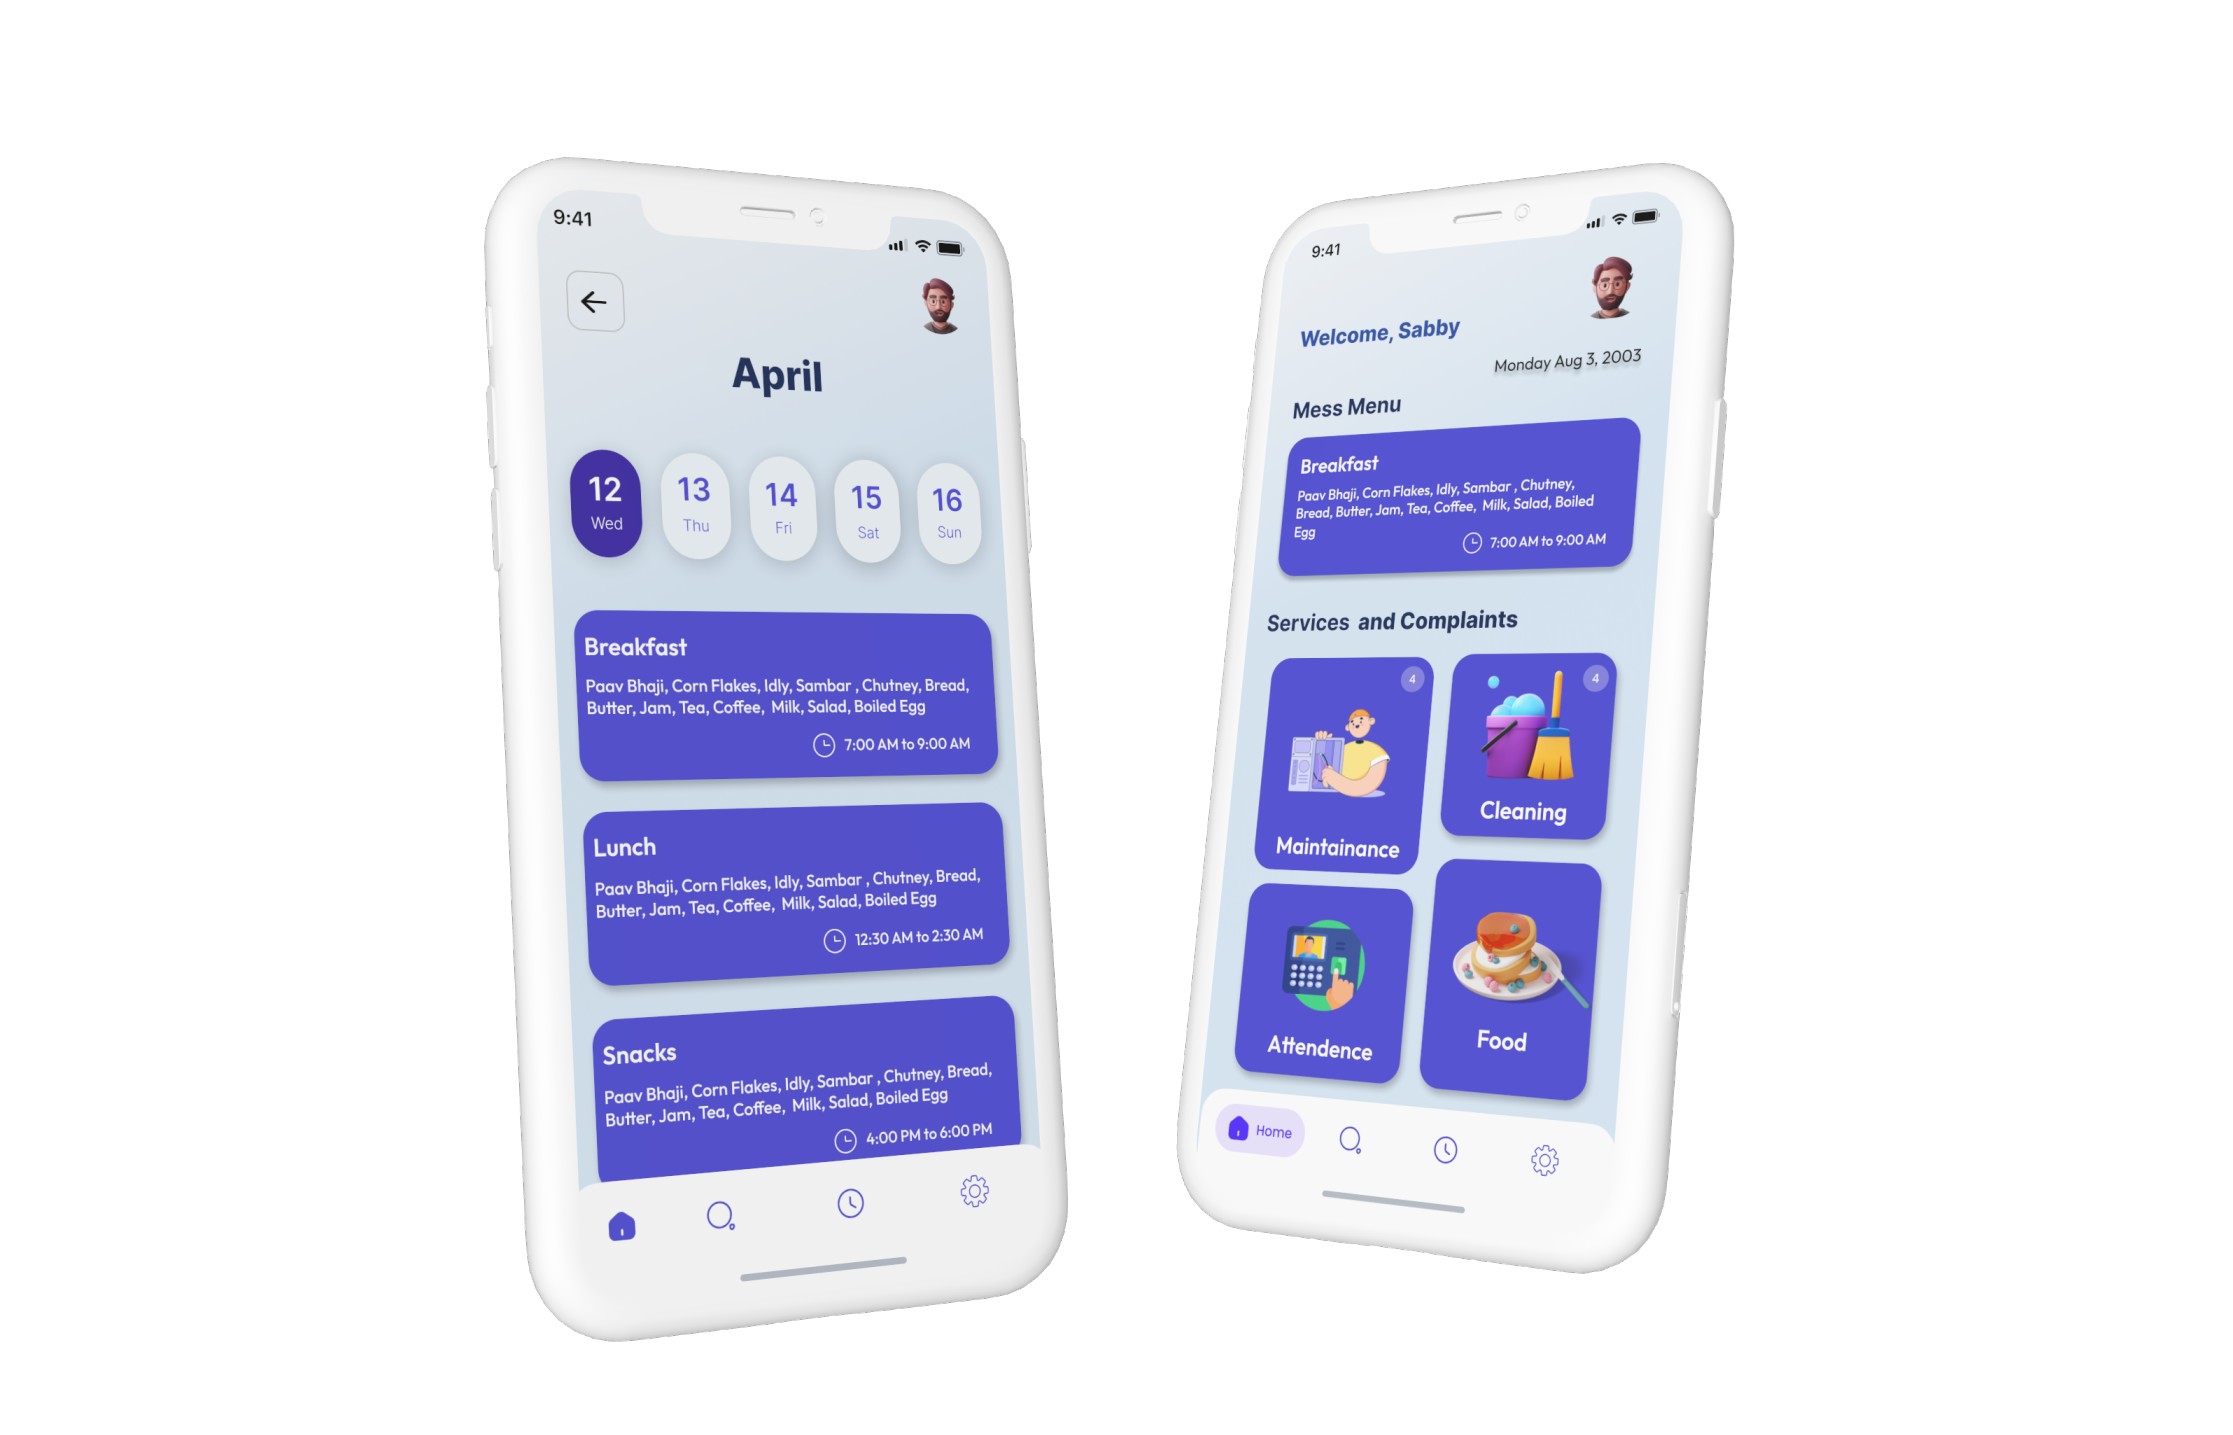 9:41
April
12
Wed
13
Thu
14
Fri
15
Sat
16
Sun
Breakfast
Paav Bhaji, Corn Flakes, Idly, Sambar , Chutney, Bread,
Butter, Jam, Tea, Coffee,  Milk, Salad, Boiled Egg
7:00 AM to 9:00 AM
Lunch
Paav Bhaji, Corn Flakes, Idly, Sambar , Chutney, Bread,
Butter, Jam, Tea, Coffee,  Milk, Salad, Boiled Egg
12:30 AM to 2:30 AM
Snacks
Paav Bhaji, Corn Flakes, Idly, Sambar , Chutney, Bread,
Butter, Jam, Tea, Coffee,  Milk, Salad, Boiled Egg
4:00 PM to 6:00 PM
9:41
Welcome, Sabby
Monday Aug 3, 2003
Mess Menu
Breakfast
Paav Bhaji, Corn Flakes, Idly, Sambar , Chutney,
Bread, Butter, Jam, Tea, Coffee,  Milk, Salad, Boiled
Egg
7:00 AM to 9:00 AM
Services  and Complaints
4
Maintainance
4
Cleaning
Attendence
Food
Home